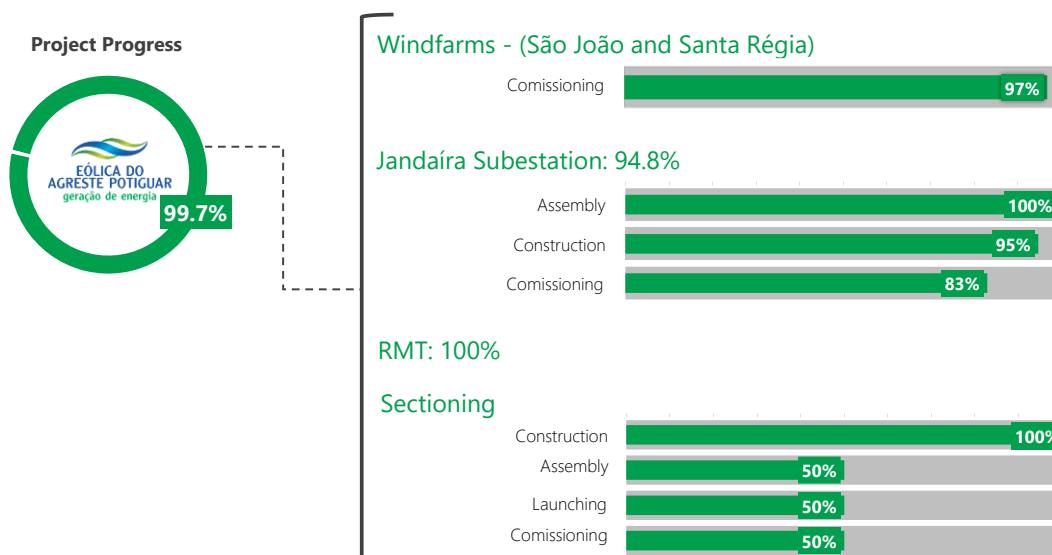 Project Progress
EÓLICA DO
AGRESTE POTIGUAR
geração de energia
99.7%
Windfarms - (São João and Santa Régia)
Comissioning
97%
Jandaíra Subestation: 94.8%
Assembly
100%
Construction
95%
Comissioning
83%
RMT: 100%
Sectioning
Construction
100%
Assembly
50%
Launching
50%
Comissioning
50%